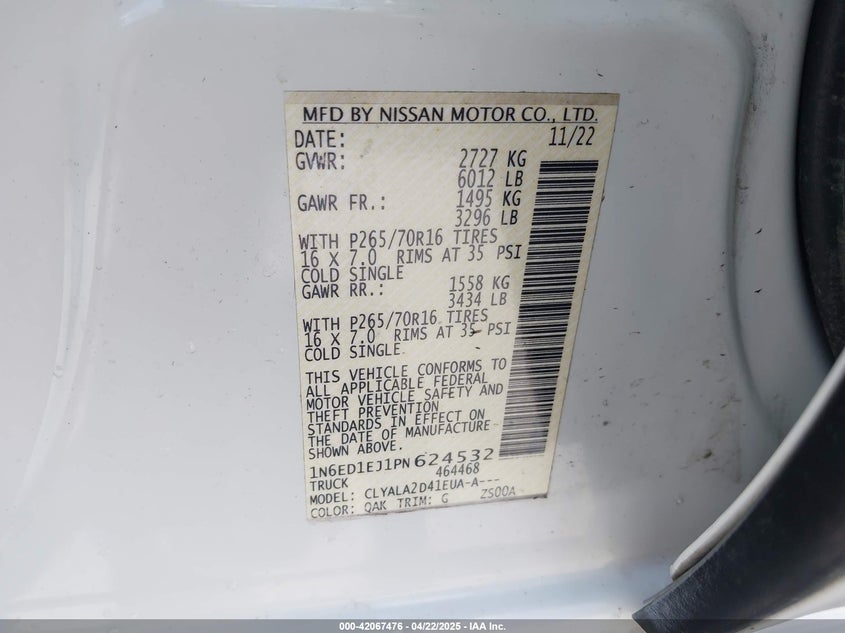 MFD BY NISSAN MOTOR CO., LTD.
DATE: 11/22
GVWR: 2727 KG
6012 LB
GAWR FR.: 1495 KG
3296 LB
WITH P265/70R16 TIRES
16 X 7.0 RIMS AT 35 PSI
COLD SINGLE
GAWR RR.: 1558 KG
3434 LB
WITH P265/70R16 TIRES
16 X 7.0 RIMS AT 35 PSI
COLD SINGLE
THIS VEHICLE CONFORMS TO
ALL APPLICABLE FEDERAL
MOTOR VEHICLE SAFETY AND
THEFT PREVENTION
STANDARDS IN EFFECT ON
THE DATE OF MANUFACTURE
SHOWN ABOVE.
1N6ED1EJ1PN624532
TRUCK 464468
MODEL: CLYALA2D41EUA-A---
COLOR: QAK TRIM: G ZS00A
000-42067476 - 04/22/2025 - IAA Inc.